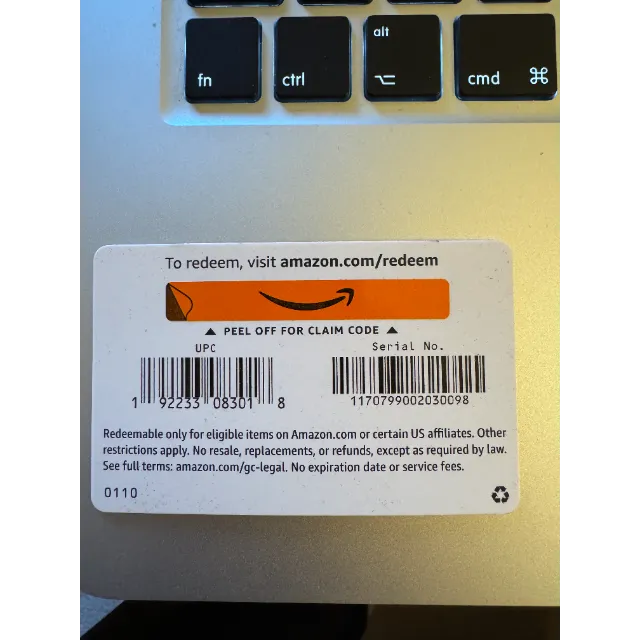 alt
fn
ctrl
⌥
cmd ⌘
To redeem, visit amazon.com/redeem
▲ PEEL OFF FOR CLAIM CODE ▲
UPC
Serial No.
1 92233 08301 8
1170799002030098
Redeemable only for eligible items on Amazon.com or certain US affiliates. Other
restrictions apply. No resale, replacements, or refunds, except as required by law.
See full terms: amazon.com/gc-legal. No expiration date or service fees.
0110